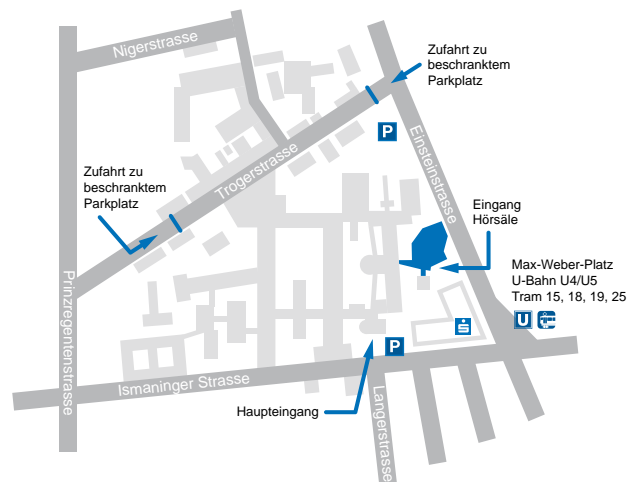 Nigerstrasse
Zufahrt zu
beschranktem
Parkplatz
P
Einsteinstrasse
Trogerstrasse
Zufahrt zu
beschranktem
Parkplatz
Eingang
Hörsäle
Max-Weber-Platz
U-Bahn U4/U5
Tram 15, 18, 19, 25
U
Prinzregentenstrasse
P
Ismaninger Strasse
Haupteingang
Langerstrasse